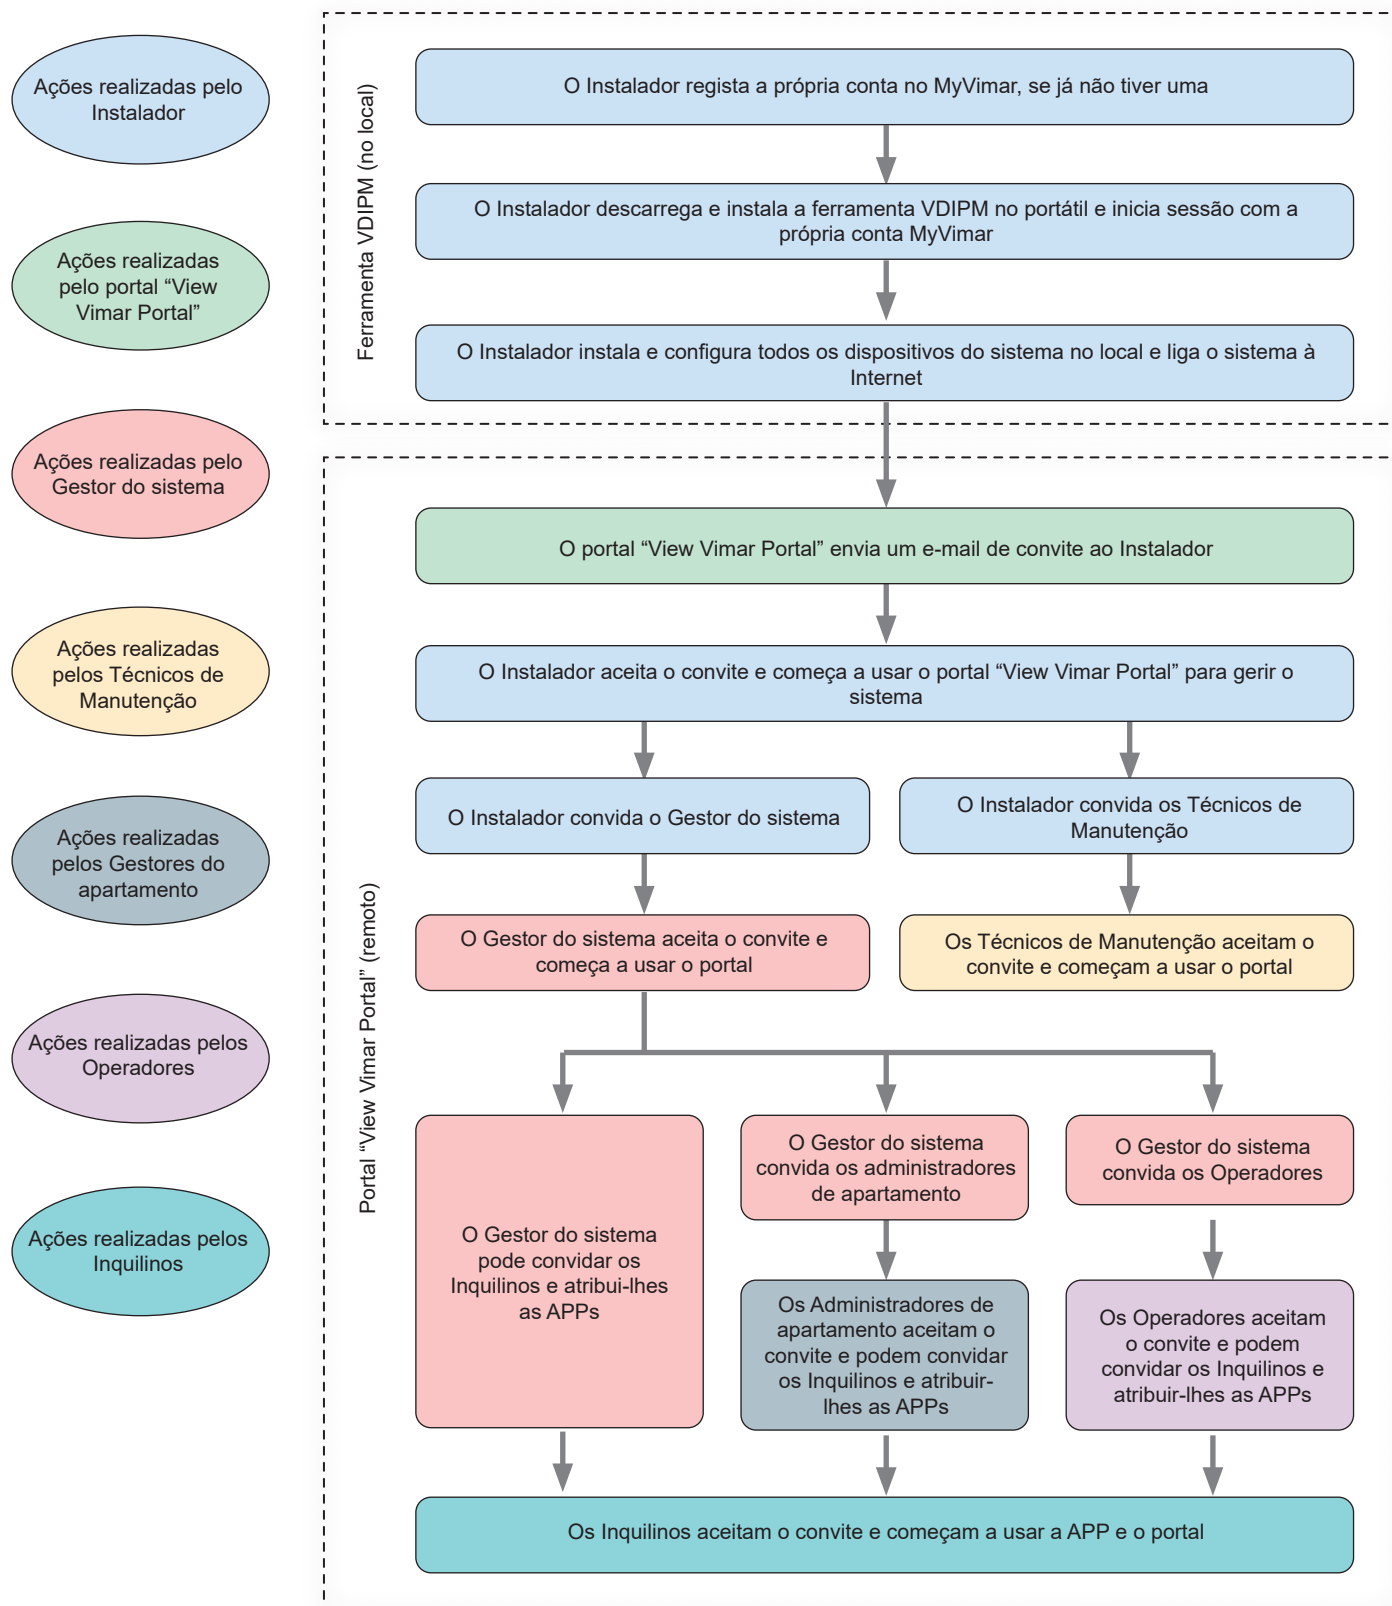 Ações realizadas pelo
Instalador
Ações realizadas
pelo portal “View
Vimar Portal”
Ações realizadas pelo
Gestor do sistema
Ações realizadas
pelos Técnicos de
Manutenção
Ações realizadas
pelos Gestores do
apartamento
Ações realizadas pelos
Operadores
Ações realizadas pelos
Inquilinos
Ferramenta VDIPM (no local)
O Instalador regista a própria conta no MyVimar, se já não tiver uma
O Instalador descarrega e instala a ferramenta VDIPM no portátil e inicia sessão com a
própria conta MyVimar
O Instalador instala e configura todos os dispositivos do sistema no local e liga o sistema à
Internet
Portal “View Vimar Portal” (remoto)
O portal “View Vimar Portal” envia um e-mail de convite ao Instalador
O Instalador aceita o convite e começa a usar o portal “View Vimar Portal” para gerir o
sistema
O Instalador convida o Gestor do sistema
O Instalador convida os Técnicos de
Manutenção
O Gestor do sistema aceita o convite e
começa a usar o portal
Os Técnicos de Manutenção aceitam o
convite e começam a usar o portal
O Gestor do sistema
pode convidar os
Inquilinos e atribui-lhes
as APPs
O Gestor do sistema
convida os administradores
de apartamento
O Gestor do sistema
convida os Operadores
Os Administradores de
apartamento aceitam o
convite e podem convidar
os Inquilinos e atribuir-
lhes as APPs
Os Operadores aceitam
o convite e podem
convidar os Inquilinos e
atribuir-lhes as APPs
Os Inquilinos aceitam o convite e começam a usar a APP e o portal